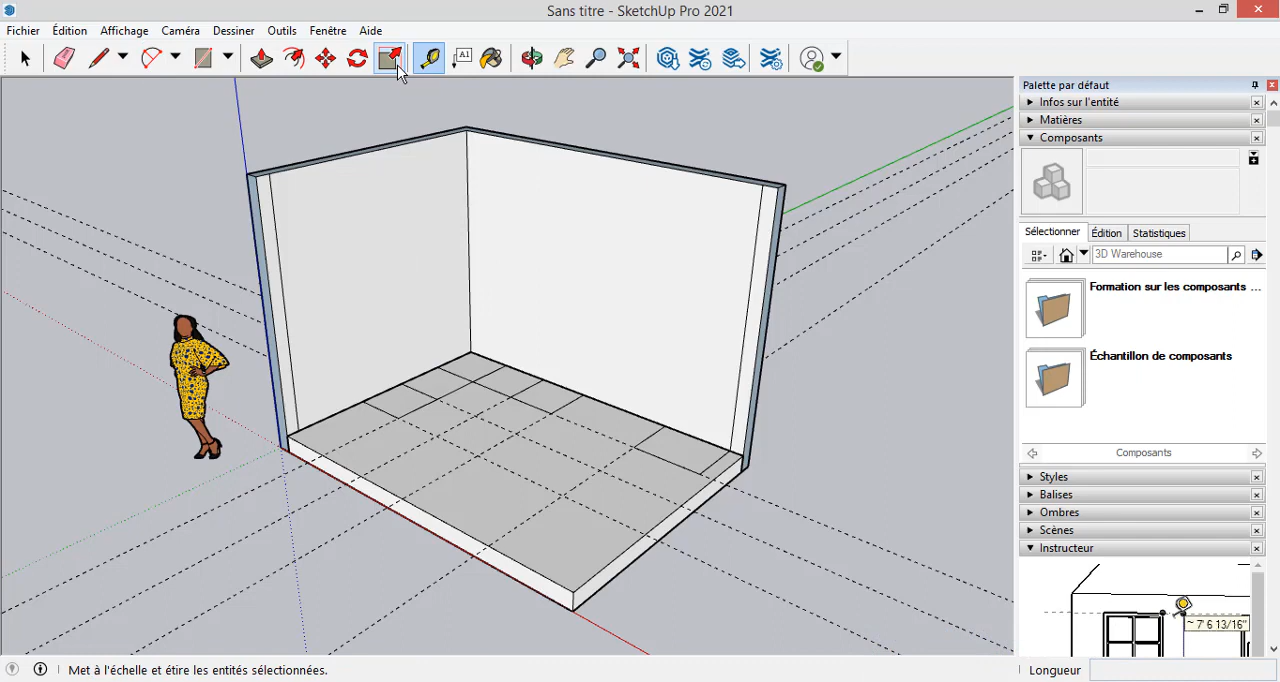 Sans titre - SketchUp Pro 2021
Fichier Édition Affichage Caméra Dessiner Outils Fenêtre Aide
A1
Palette par défaut
Infos sur l'entité
Matières
Composants
Sélectionner Édition Statistiques
3D Warehouse
Formation sur les composants ...
Échantillon de composants
Composants
Styles
Balises
Ombres
Scènes
Instructeur
~ 7' 6 13/16"
Met à l'échelle et étire les entités sélectionnées.
Longueur